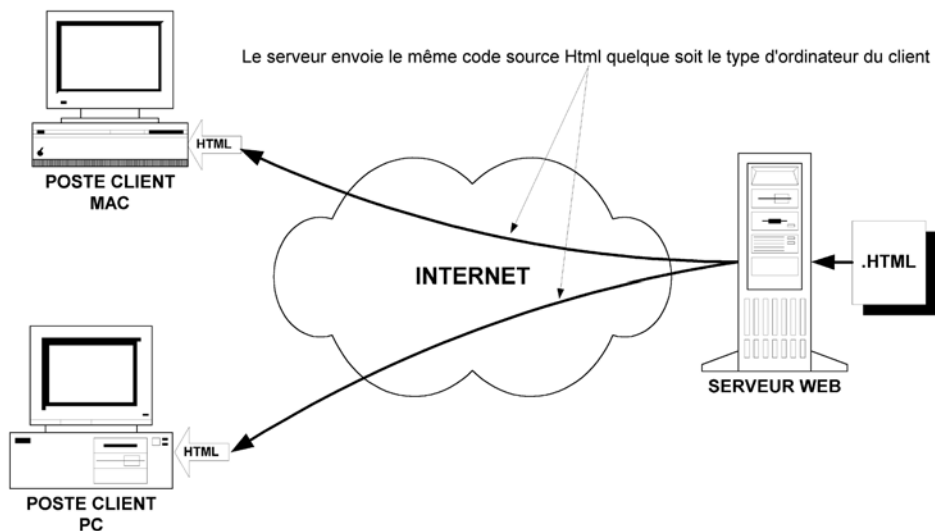 Le serveur envoie le même code source Html quelque soit le type d'ordinateur du client
HTML
POSTE CLIENT
MAC
INTERNET
.HTML
SERVEUR WEB
HTML
POSTE CLIENT
PC